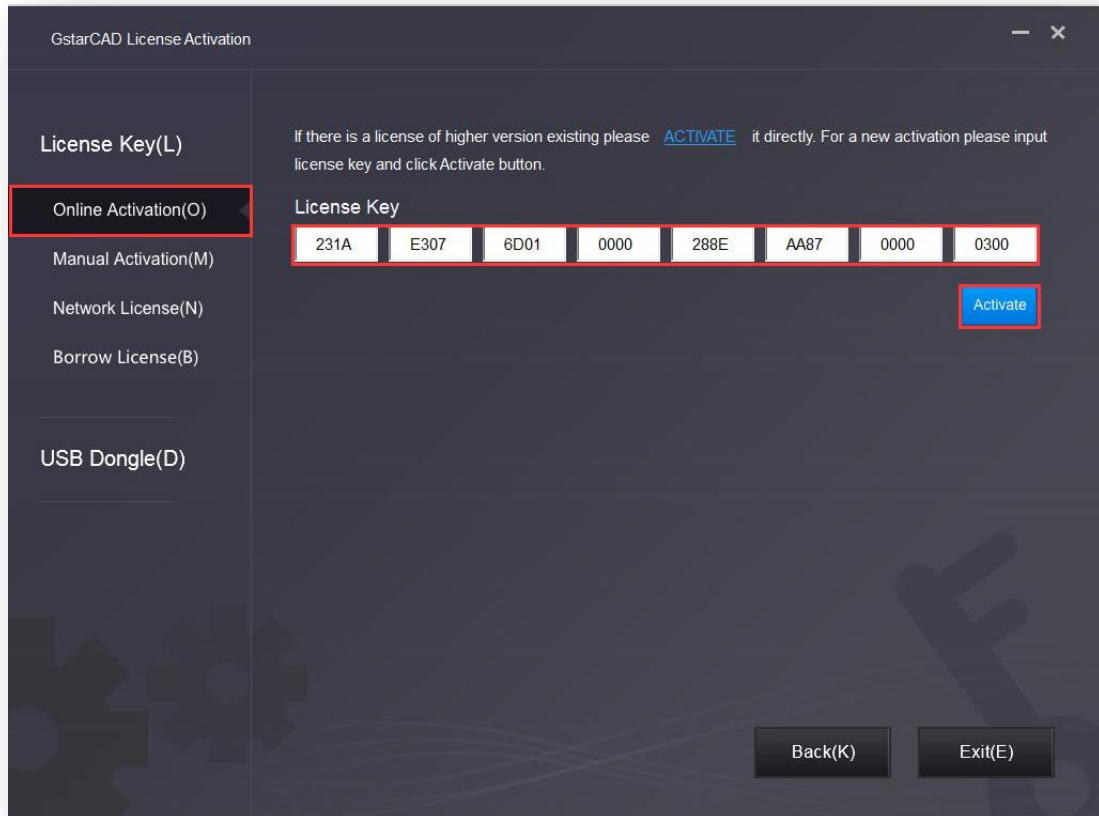 GstarCAD License Activation
License Key(L)
Online Activation(O)
Manual Activation(M)
Network License(N)
Borrow License(B)
USB Dongle(D)
If there is a license of higher version existing please ACTIVATE it directly. For a new activation please input
license key and click Activate button.
License Key
231A E307 6D01 0000 288E AA87 0000 0300
Activate
Back(K) Exit(E)